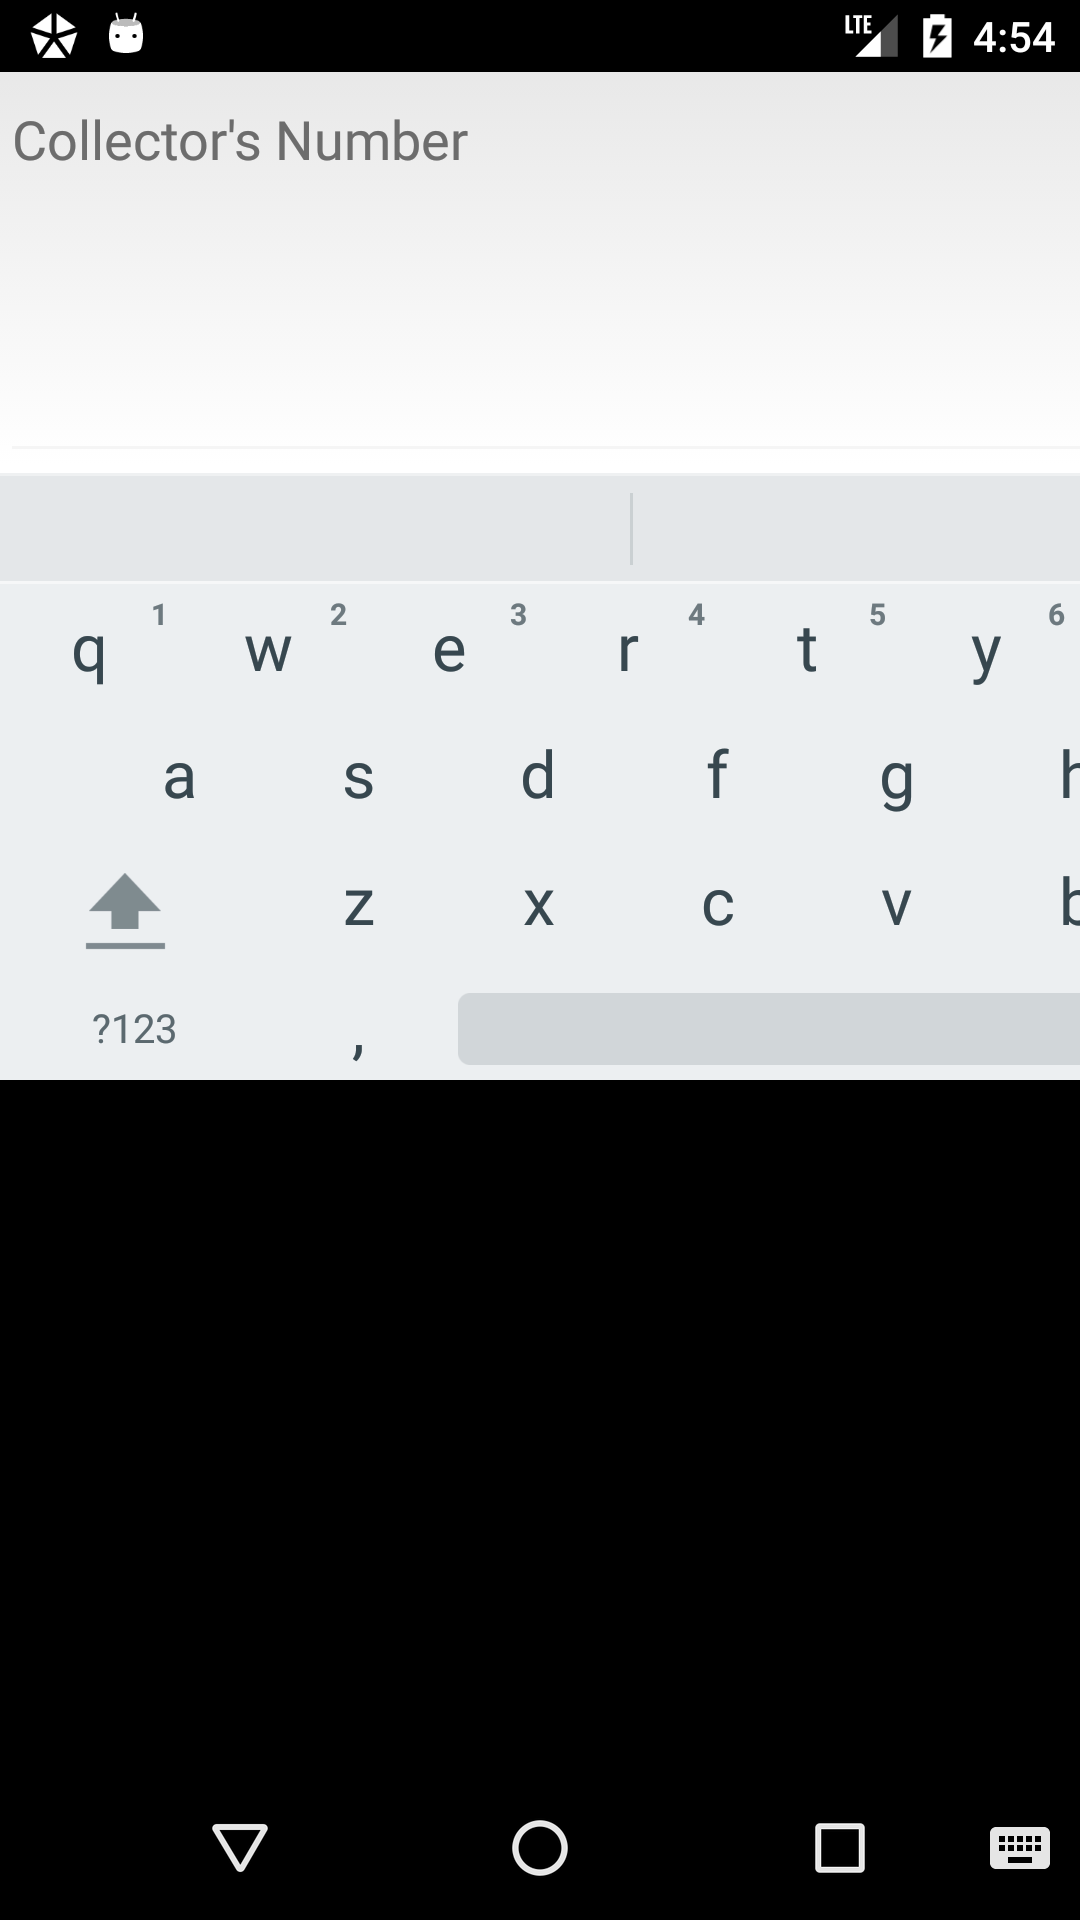 LTE 4:54
Collector's Number
1 2 3 4 5 6
q w e r t y
a s d f g h
z x c v b
?123 ,